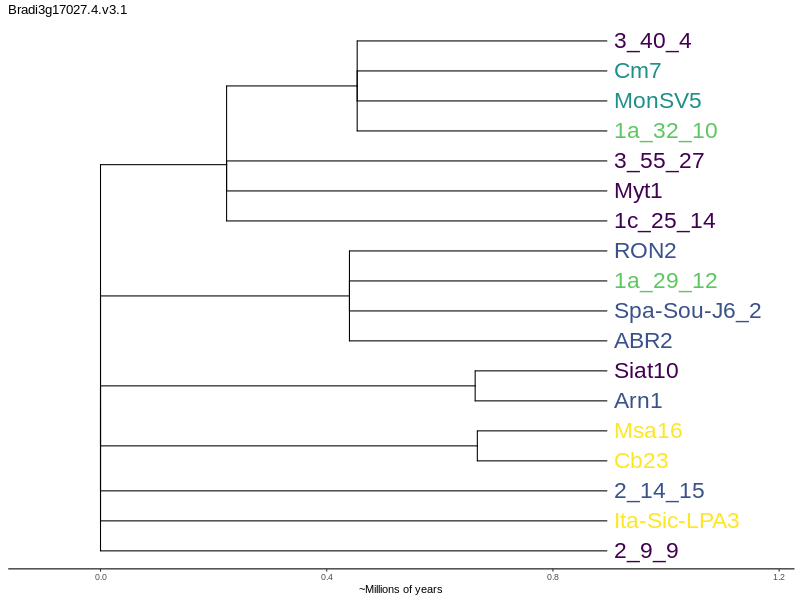 Bradi3g17027.4.v3.1
3_40_4
Cm7
MonSV5
1a_32_10
3_55_27
Myt1
1c_25_14
RON2
1a_29_12
Spa-Sou-J6_2
ABR2
Siat10
Arn1
Msa16
Cb23
2_14_15
Ita-Sic-LPA3
2_9_9
0.0 0.4 0.8 1.2
~Millions of years